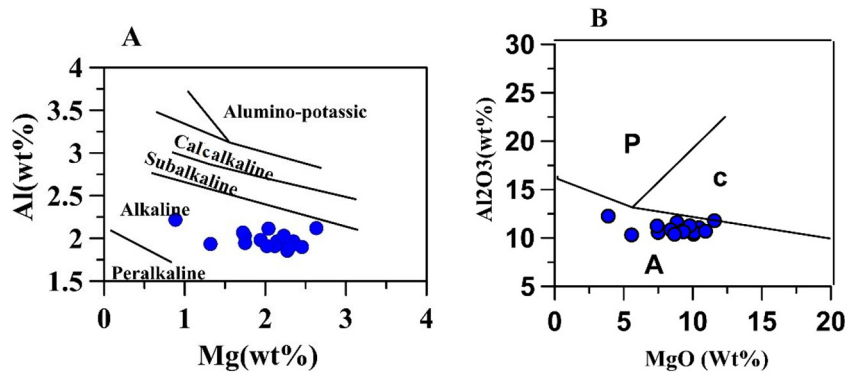 A
Al(wt%)
4
3.5
3
2.5
2
1.5
Alumino-potassic
Calcalkaline
Subalkaline
Alkaline
Peralkaline
0 1 2 3 4
Mg(wt%)
B
Al2O3(wt%)
30
25
20
15
10
5
P
c
A
0 5 10 15 20
MgO (Wt%)